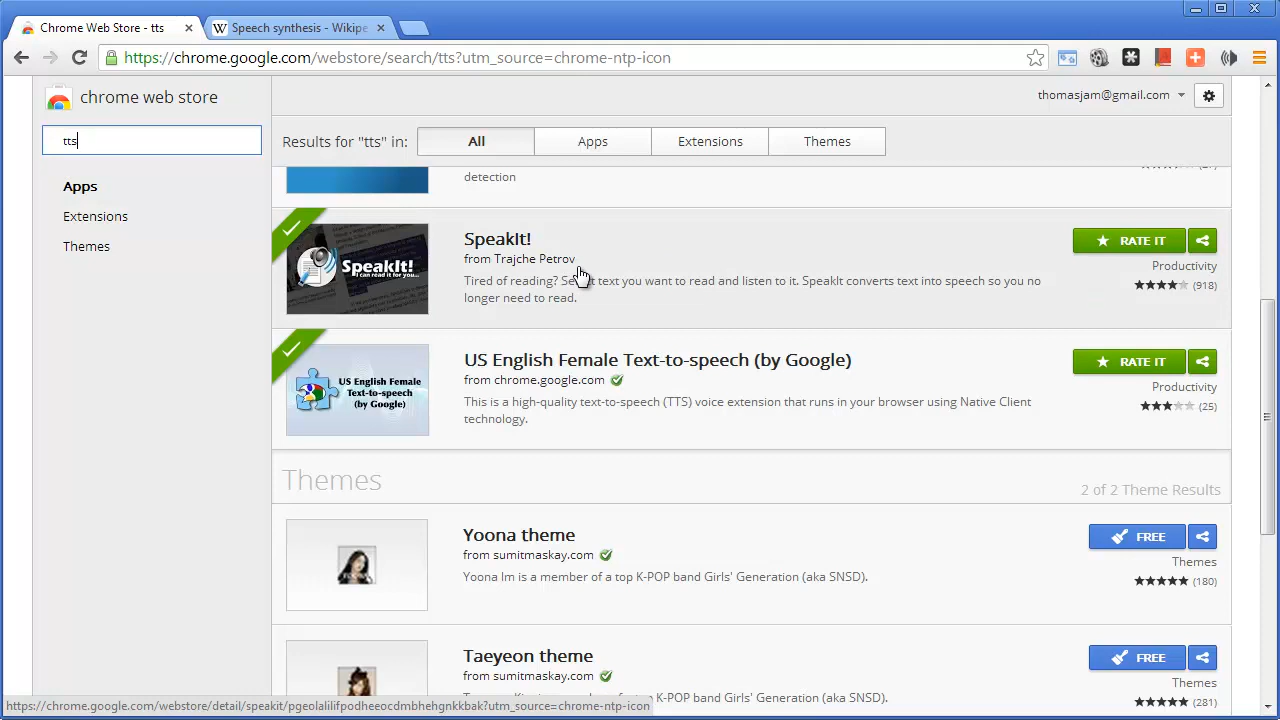 Chrome Web Store - tts
Speech synthesis - Wikipe
https://chrome.google.com/webstore/search/tts?utm_source=chrome-ntp-icon
chrome web store
thomasjam@gmail.com
tts
Results for "tts" in:
All
Apps
Extensions
Themes
Apps
Extensions
Themes
detection
SpeakIt!
I can read it for you...
SpeakIt!
from Trajche Petrov
Tired of reading? Se t text you want to read and listen to it. SpeakIt converts text into speech so you no
longer need to read.
RATE IT
Productivity
(918)
US English Female
Text-to-speech
(by Google)
US English Female Text-to-speech (by Google)
from chrome.google.com
This is a high-quality text-to-speech (TTS) voice extension that runs in your browser using Native Client
technology.
RATE IT
Productivity
(25)
Themes
2 of 2 Theme Results
Yoona theme
from sumitmaskay.com
Yoona Im is a member of a top K-POP band Girls' Generation (aka SNSD).
FREE
Themes
(180)
Taeyeon theme
from sumitmaskay.com
K-POP band Girls' Generation (aka SNSD).
FREE
Themes
(281)
https://chrome.google.com/webstore/detail/speakit/pgeolalilifpodheeocdmbhehgnkkbak?utm_source=chrome-ntp-icon